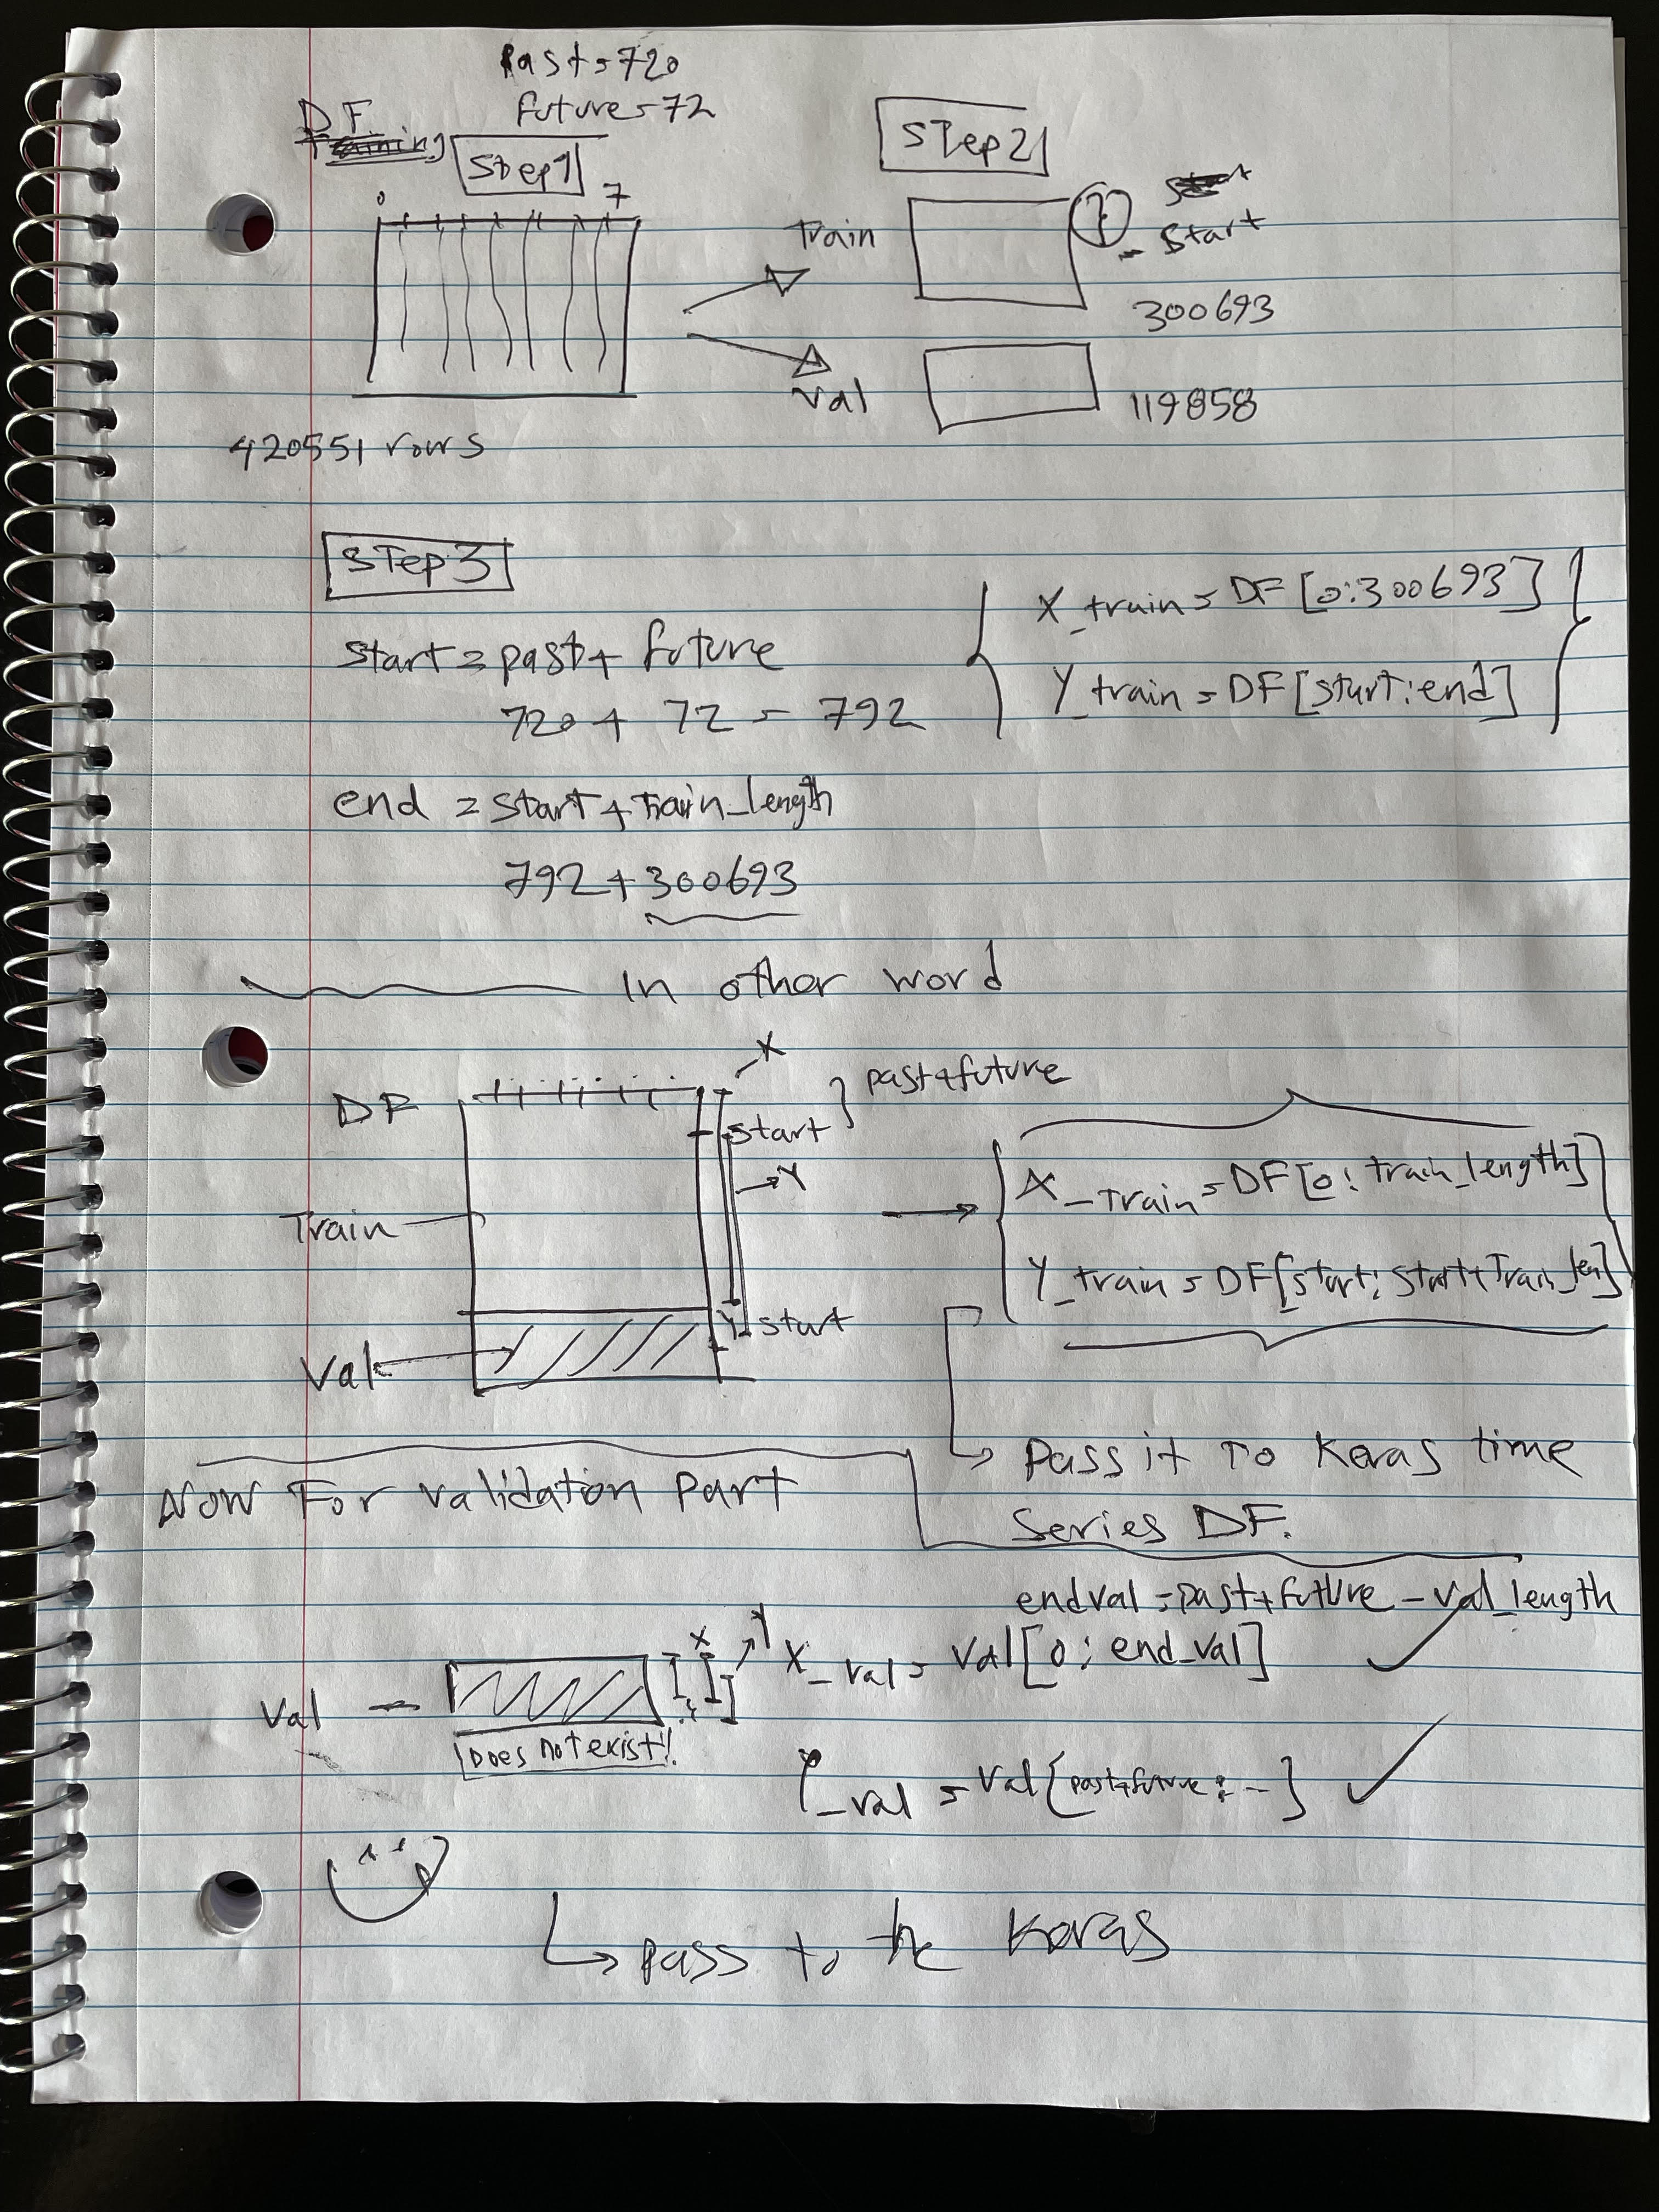 Past = 720
future = 72
DF
Training
Step1
0 7
420551 rows
Step2
Train
Start
300693
Val
119858
Step3
start = past + future
720 + 72 = 792
end = start + train_length
792 + 300693
X_train = DF[0:300693]
Y_train = DF[start:end]
In other word
DF
X
past+future
start
Y
Train
start
Val
X_Train = DF[0: train_length]
Y_train = DF[start: start+Train_len]
Pass it To Keras time
Series DF.
Now For validation part
endval = past+future - val_length
X_val = Val[0: end_val]
Val
X
Y
Does not exist!!
Y_val = Val[past+future: -]
pass to the Keras